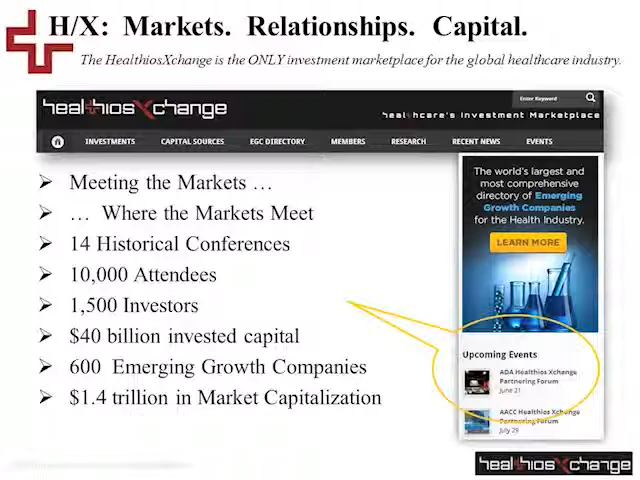 H/X: Markets. Relationships. Capital.
The HealthiosXchange is the ONLY investment marketplace for the global healthcare industry.
healthiosXchange
Enter Keyword
healthcare's Investment Marketplace
INVESTMENTS CAPITAL SOURCES EGC DIRECTORY MEMBERS RESEARCH RECENT NEWS EVENTS
Meeting the Markets …
… Where the Markets Meet
14 Historical Conferences
10,000 Attendees
1,500 Investors
$40 billion invested capital
600 Emerging Growth Companies
$1.4 trillion in Market Capitalization
The world's largest and
most comprehensive
directory of Emerging
Growth Companies
for the Health Industry.
LEARN MORE
Upcoming Events
ADA Healthios Xchange
Partnering Forum
June 21
AACC Healthios Xchange
Partnering Forum
July 29
healthiosXchange